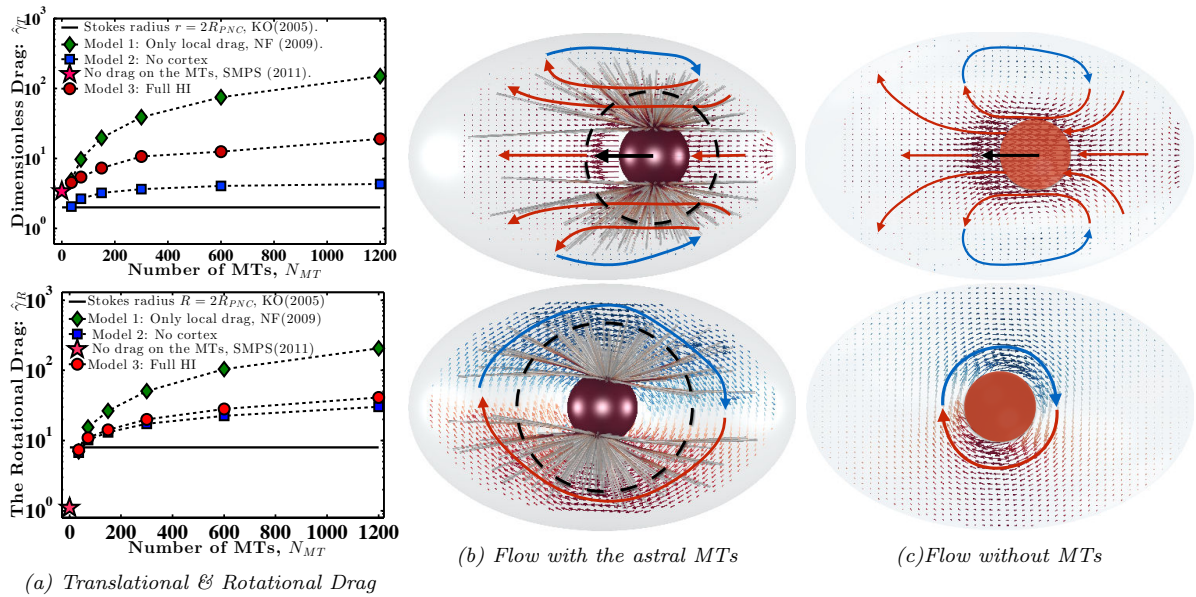 10³
10²
10¹
10⁰
Dimensionless Drag: γ̂_T
Stokes radius r = 2R_PNC, KO(2005).
Model 1: Only local drag, NF (2009).
Model 2: No cortex
No drag on the MTs, SMPS (2011).
Model 3: Full HI
0 200 400 600 800 1000 1200
Number of MTs, N_MT
10³
10²
10¹
10⁰
The Rotational Drag: γ̂_R
Stokes radius R = 2R_PNC, KO(2005)
Model 1: Only local drag, NF(2009)
Model 2: No cortex
No drag on the MTs, SMPS(2011)
Model 3: Full HI
0 200 400 600 800 1000 1200
Number of MTs, N_MT
(a) Translational & Rotational Drag
(b) Flow with the astral MTs
(c)Flow without MTs